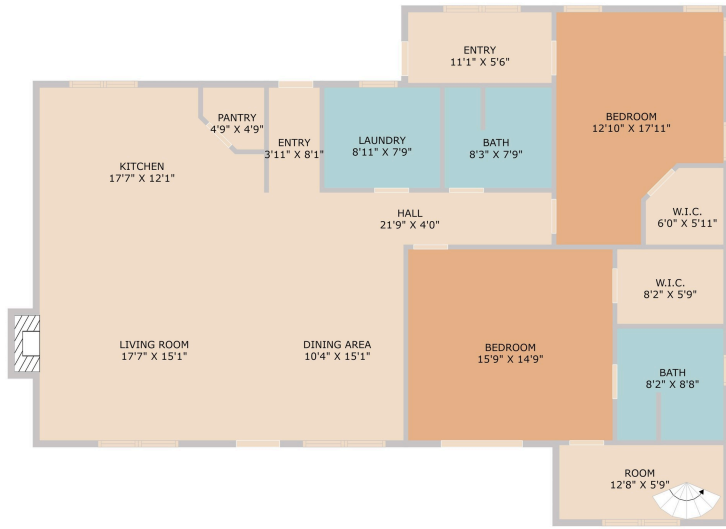 ENTRY
11'1" X 5'6"
BEDROOM
12'10" X 17'11"
PANTRY
4'9" X 4'9"
ENTRY
3'11" X 8'1"
LAUNDRY
8'11" X 7'9"
BATH
8'3" X 7'9"
KITCHEN
17'7" X 12'1"
HALL
21'9" X 4'0"
W.I.C.
6'0" X 5'11"
W.I.C.
8'2" X 5'9"
LIVING ROOM
17'7" X 15'1"
DINING AREA
10'4" X 15'1"
BEDROOM
15'9" X 14'9"
BATH
8'2" X 8'8"
ROOM
12'8" X 5'9"